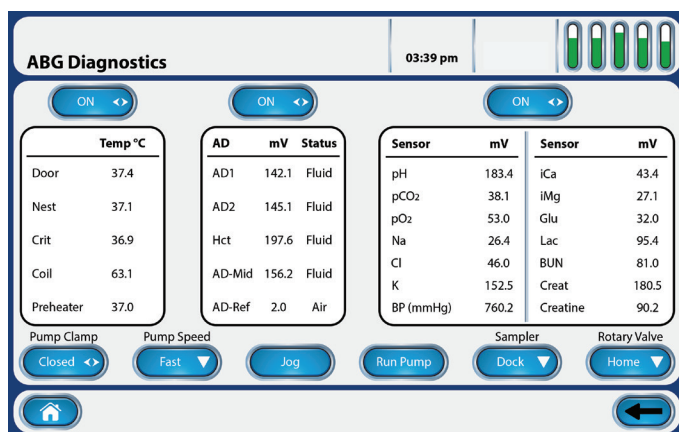 ABG Diagnostics
03:39 pm
ON
ON
ON
Temp °C
Door 37.4
Nest 37.1
Crit 36.9
Coil 63.1
Preheater 37.0
AD mV Status
AD1 142.1 Fluid
AD2 145.1 Fluid
Hct 197.6 Fluid
AD-Mid 156.2 Fluid
AD-Ref 2.0 Air
Sensor mV Sensor mV
pH 183.4 iCa 43.4
pCO2 38.1 iMg 27.1
pO2 53.0 Glu 32.0
Na 26.4 Lac 95.4
Cl 46.0 BUN 81.0
K 152.5 Creat 180.5
BP (mmHg) 760.2 Creatine 90.2
Pump Clamp Pump Speed Sampler Rotary Valve
Closed Fast Jog Run Pump Dock Home